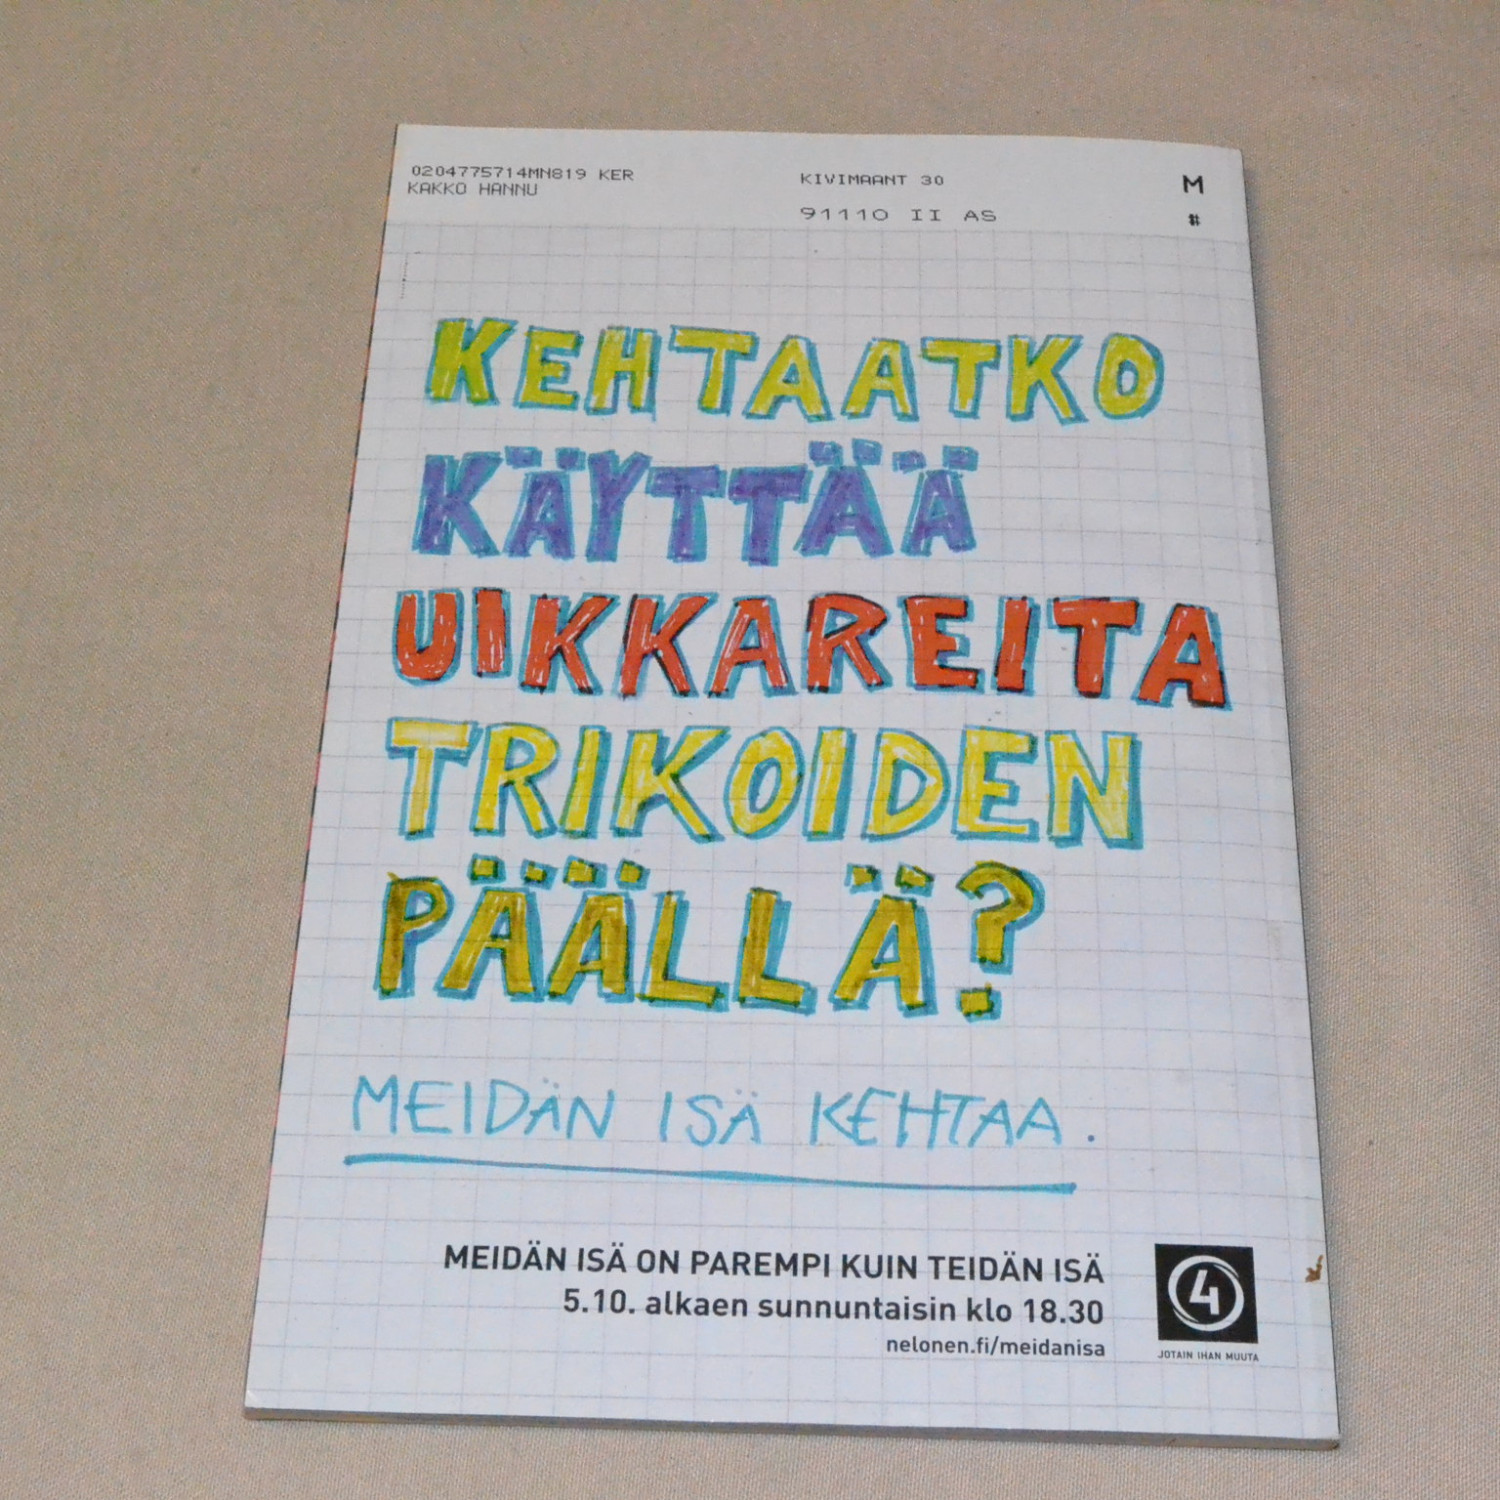 0204775714MN819 KER
KAKKO HANNU
KIVIMAANT 30
91110 II AS
M
#
KEHTAATKO
KÄYTTÄÄ
UIKKAREITA
TRIKOIDEN
PÄÄLLÄ?
MEIDÄN ISÄ KEHTAA.
MEIDÄN ISÄ ON PAREMPI KUIN TEIDÄN ISÄ
5.10. alkaen sunnuntaisin klo 18.30
nelonen.fi/meidanisa
4
JOTAIN IHAN MUUTA